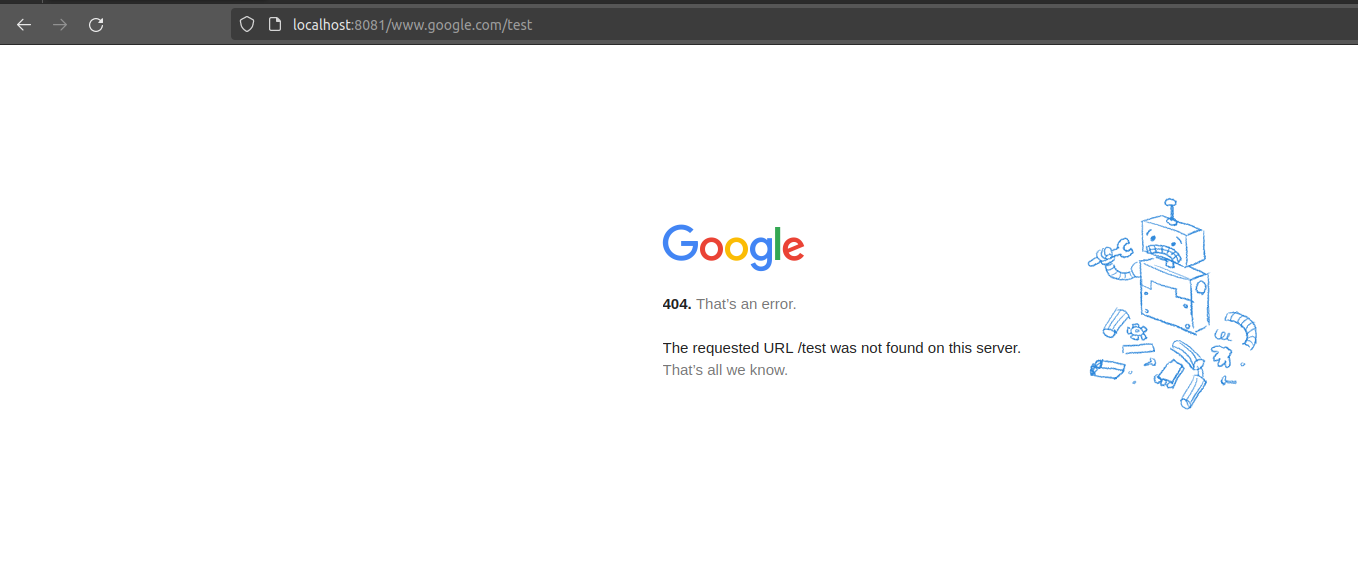 localhost:8081/www.google.com/test
Google
404. That’s an error.
The requested URL /test was not found on this server.
That’s all we know.